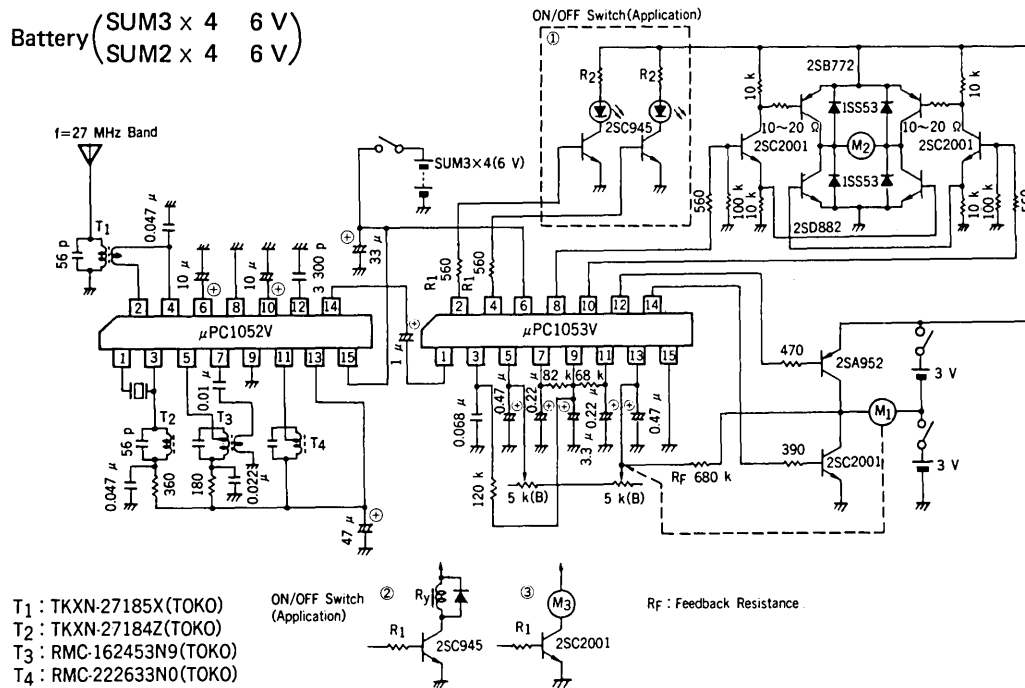 Battery ( SUM3 × 4 6 V
SUM2 × 4 6 V )
ON/OFF Switch(Application)
①
R2
R2
2SC945
f=27 MHz Band
T1
56 p
0.047 μ
10 μ
10 μ
3 300 p
SUM3×4(6 V)
33 μ
R1
560
R1
560
2SB772
10 k
10 k
1SS53
10~20 Ω
10~20 Ω
2SC2001
M2
2SC2001
1SS53
560
100 k
10 k
2SD882
10 k
100 k
560
2 4 6 8 10 12 14
μPC1052V
1 3 5 7 9 11 13 15
1 μ
2 4 6 8 10 12 14
μPC1053V
1 3 5 7 9 11 13 15
56 p
T2
0.01 μ
T3
T4
0.047 μ
360
180
0.022 μ
47 μ
0.068 μ
0.47 μ
0.22 μ
82 k
68 k
3.3 μ
0.22 μ
0.47 μ
120 k
5 k(B)
5 k(B)
RF 680 k
470
2SA952
3 V
M1
390
2SC2001
3 V
T1 : TKXN-27185X(TOKO)
T2 : TKXN-27184Z(TOKO)
T3 : RMC-162453N9(TOKO)
T4 : RMC-222633N0(TOKO)
ON/OFF Switch
(Application)
②
Ry
R1
2SC945
③
M3
R1
2SC2001
RF : Feedback Resistance